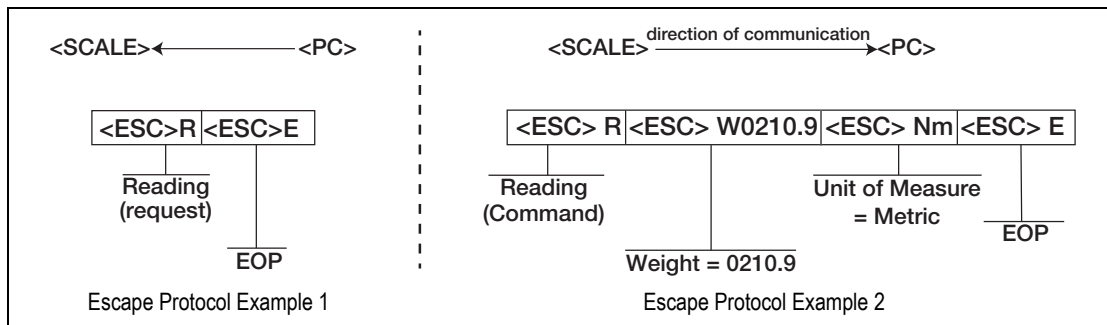 <SCALE> <PC>
<ESC>R <ESC>E
Reading
(request)
EOP
Escape Protocol Example 1
<SCALE> direction of communication <PC>
<ESC> R <ESC> W0210.9 <ESC> Nm <ESC> E
Reading
(Command)
Unit of Measure
= Metric
EOP
Weight = 0210.9
Escape Protocol Example 2